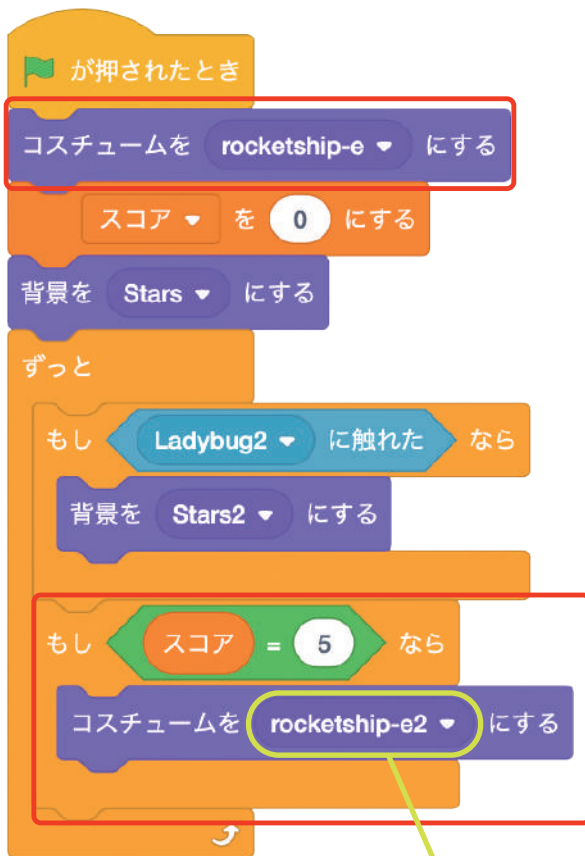 が押されたとき
コスチュームを rocketship-e にする
スコア を 0 にする
背景を Stars にする
ずっと
もし Ladybug2 に触れた なら
背景を Stars2 にする
もし スコア = 5 なら
コスチュームを rocketship-e2 にする